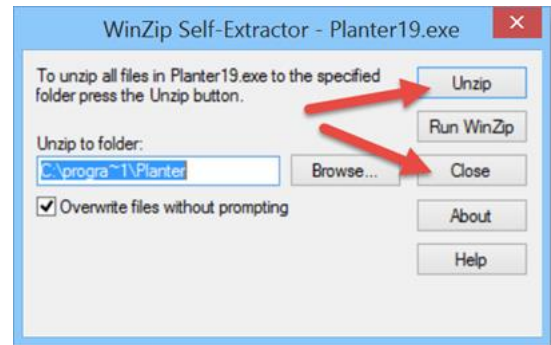 WinZip Self-Extractor - Planter19.exe
To unzip all files in Planter19.exe to the specified
folder press the Unzip button.
Unzip to folder:
C:\progra~1\Planter
Browse...
Overwrite files without prompting
Unzip
Run WinZip
Close
About
Help